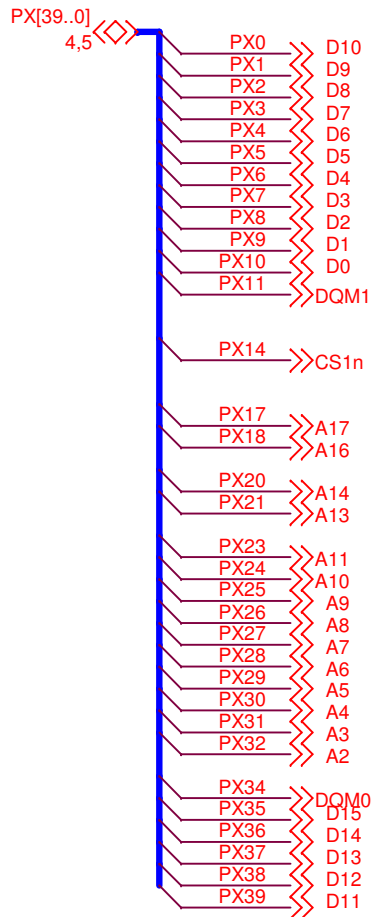 PX[39..0]
4,5
PX0 D10
PX1 D9
PX2 D8
PX3 D7
PX4 D6
PX5 D5
PX6 D4
PX7 D3
PX8 D2
PX9 D1
PX10 D0
PX11 DQM1
PX14 CS1n
PX17 A17
PX18 A16
PX20 A14
PX21 A13
PX23 A11
PX24 A10
PX25 A9
PX26 A8
PX27 A7
PX28 A6
PX29 A5
PX30 A4
PX31 A3
PX32 A2
PX34 DQM0
PX35 D15
PX36 D14
PX37 D13
PX38 D12
PX39 D11